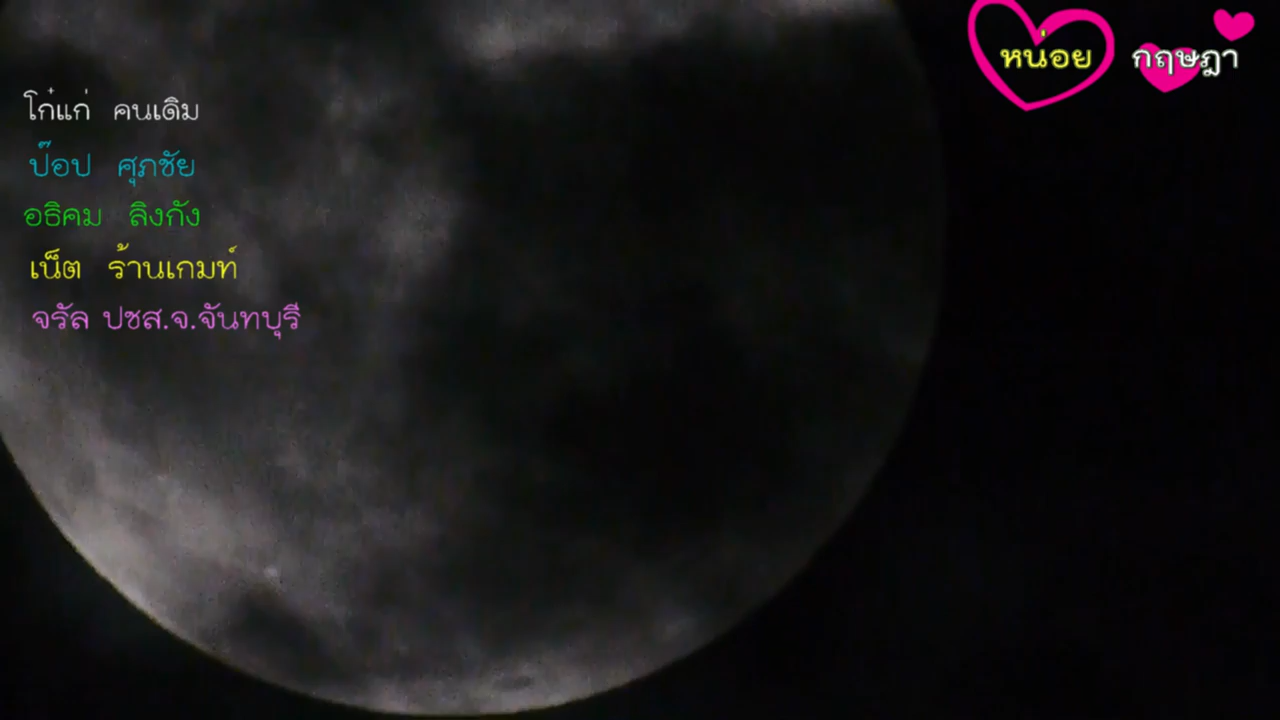 หน่อย กฤษฎา
โก๋แก่ คนเดิม
ป๊อป ศุภชัย
อธิคม ลิงกัง
เน็ต ร้านเกมท์
จรัล ปชส.จ.จันทบุรี